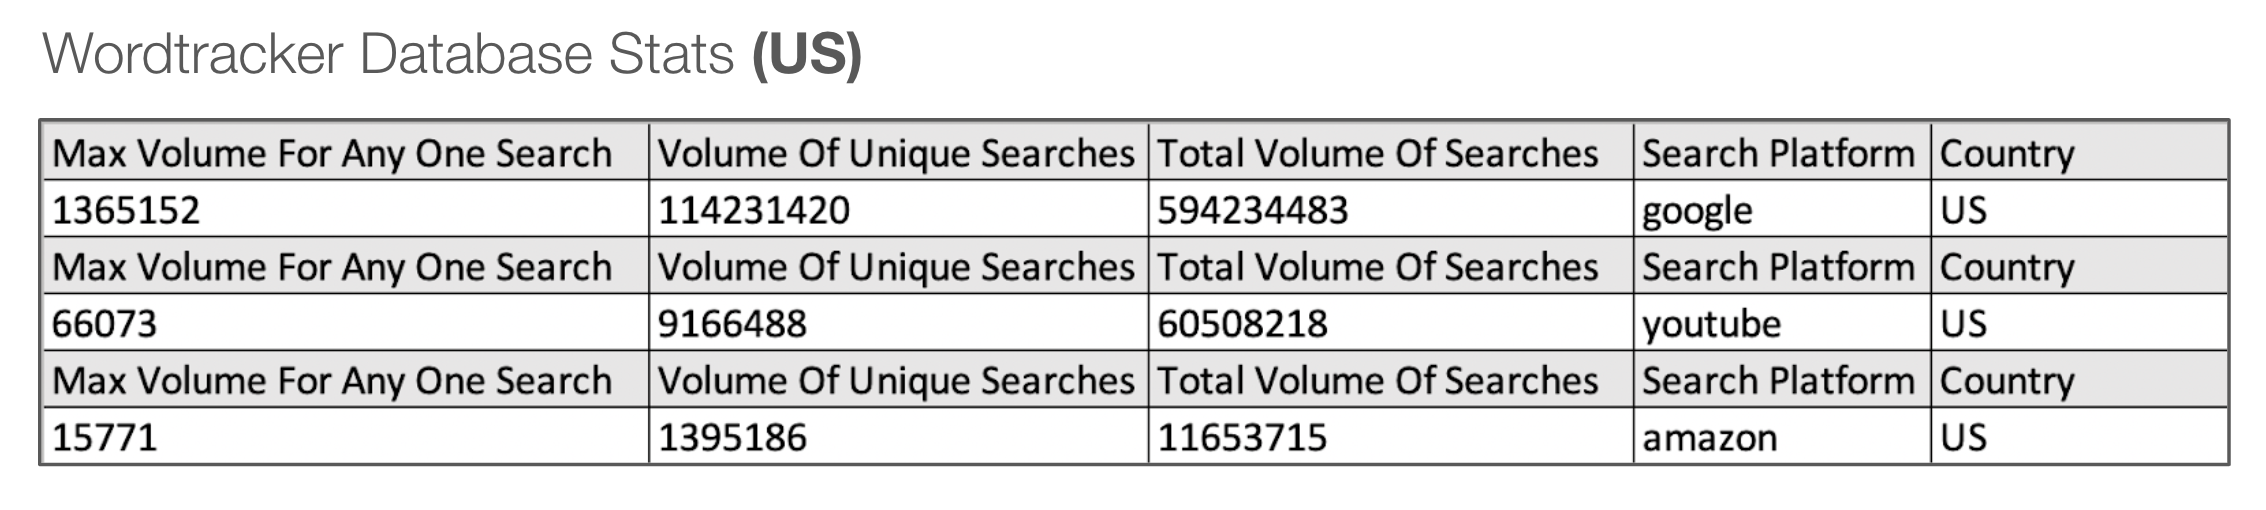 Wordtracker Database Stats (US)
Max Volume For Any One Search Volume Of Unique Searches Total Volume Of Searches Search Platform Country
1365152 114231420 594234483 google US
Max Volume For Any One Search Volume Of Unique Searches Total Volume Of Searches Search Platform Country
66073 9166488 60508218 youtube US
Max Volume For Any One Search Volume Of Unique Searches Total Volume Of Searches Search Platform Country
15771 1395186 11653715 amazon US